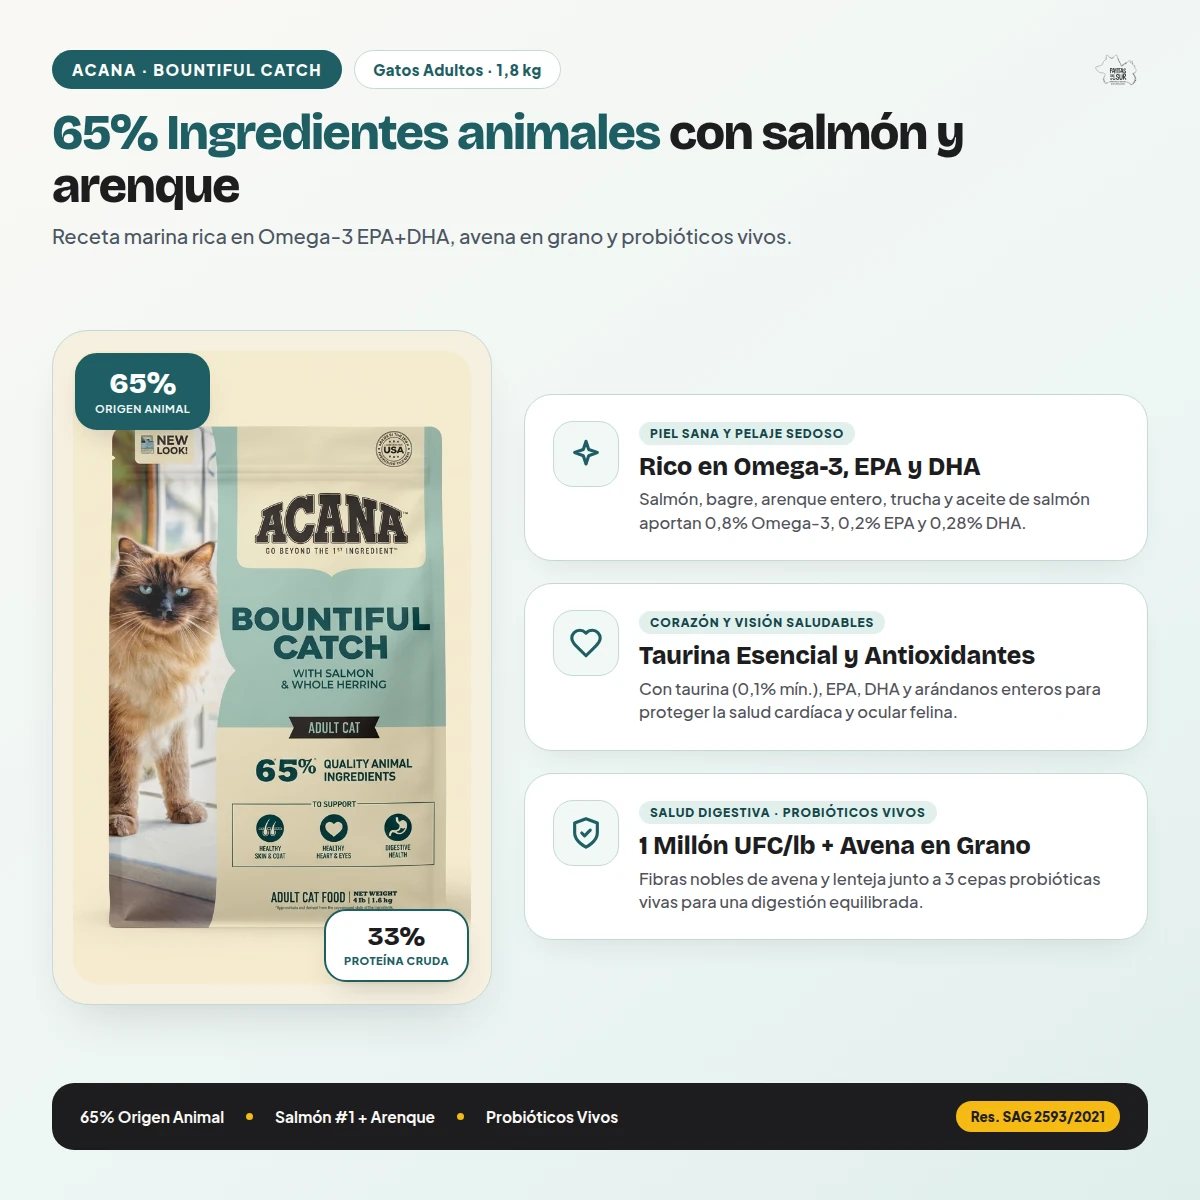 ACANA · BOUNTIFUL CATCH
Gatos Adultos · 1,8 kg
65% Ingredientes animales con salmón y
arenque
Receta marina rica en Omega-3 EPA+DHA, avena en grano y probióticos vivos.
65%
ORIGEN ANIMAL
NEW
LOOK!
USA
ACANA
GO BEYOND THE 1ST INGREDIENT™
BOUNTIFUL
CATCH
WITH SALMON
& WHOLE HERRING
ADULT CAT
65% QUALITY ANIMAL
INGREDIENTS
TO SUPPORT
HEALTHY
SKIN & COAT
HEALTHY
HEART & EYES
DIGESTIVE
HEALTH
ADULT CAT FOOD
NET WEIGHT
4 lb | 1.8 kg
33%
PROTEÍNA CRUDA
PIEL SANA Y PELAJE SEDOSO
Rico en Omega-3, EPA y DHA
Salmón, bagre, arenque entero, trucha y aceite de salmón
aportan 0,8% Omega-3, 0,2% EPA y 0,28% DHA.
CORAZÓN Y VISIÓN SALUDABLES
Taurina Esencial y Antioxidantes
Con taurina (0,1% mín.), EPA, DHA y arándanos enteros para
proteger la salud cardíaca y ocular felina.
SALUD DIGESTIVA · PROBIÓTICOS VIVOS
1 Millón UFC/lb + Avena en Grano
Fibras nobles de avena y lenteja junto a 3 cepas probióticas
vivas para una digestión equilibrada.
65% Origen Animal
Salmón #1 + Arenque
Probióticos Vivos
Res. SAG 2593/2021